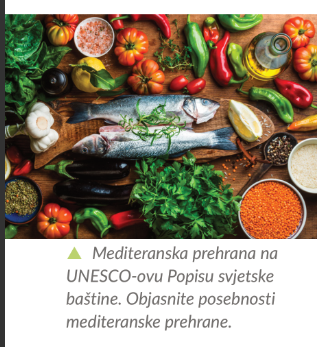 ▲ Mediteranska prehrana na
UNESCO-ovu Popisu svjetske
baštine. Objasnite posebnosti
mediteranske prehrane.